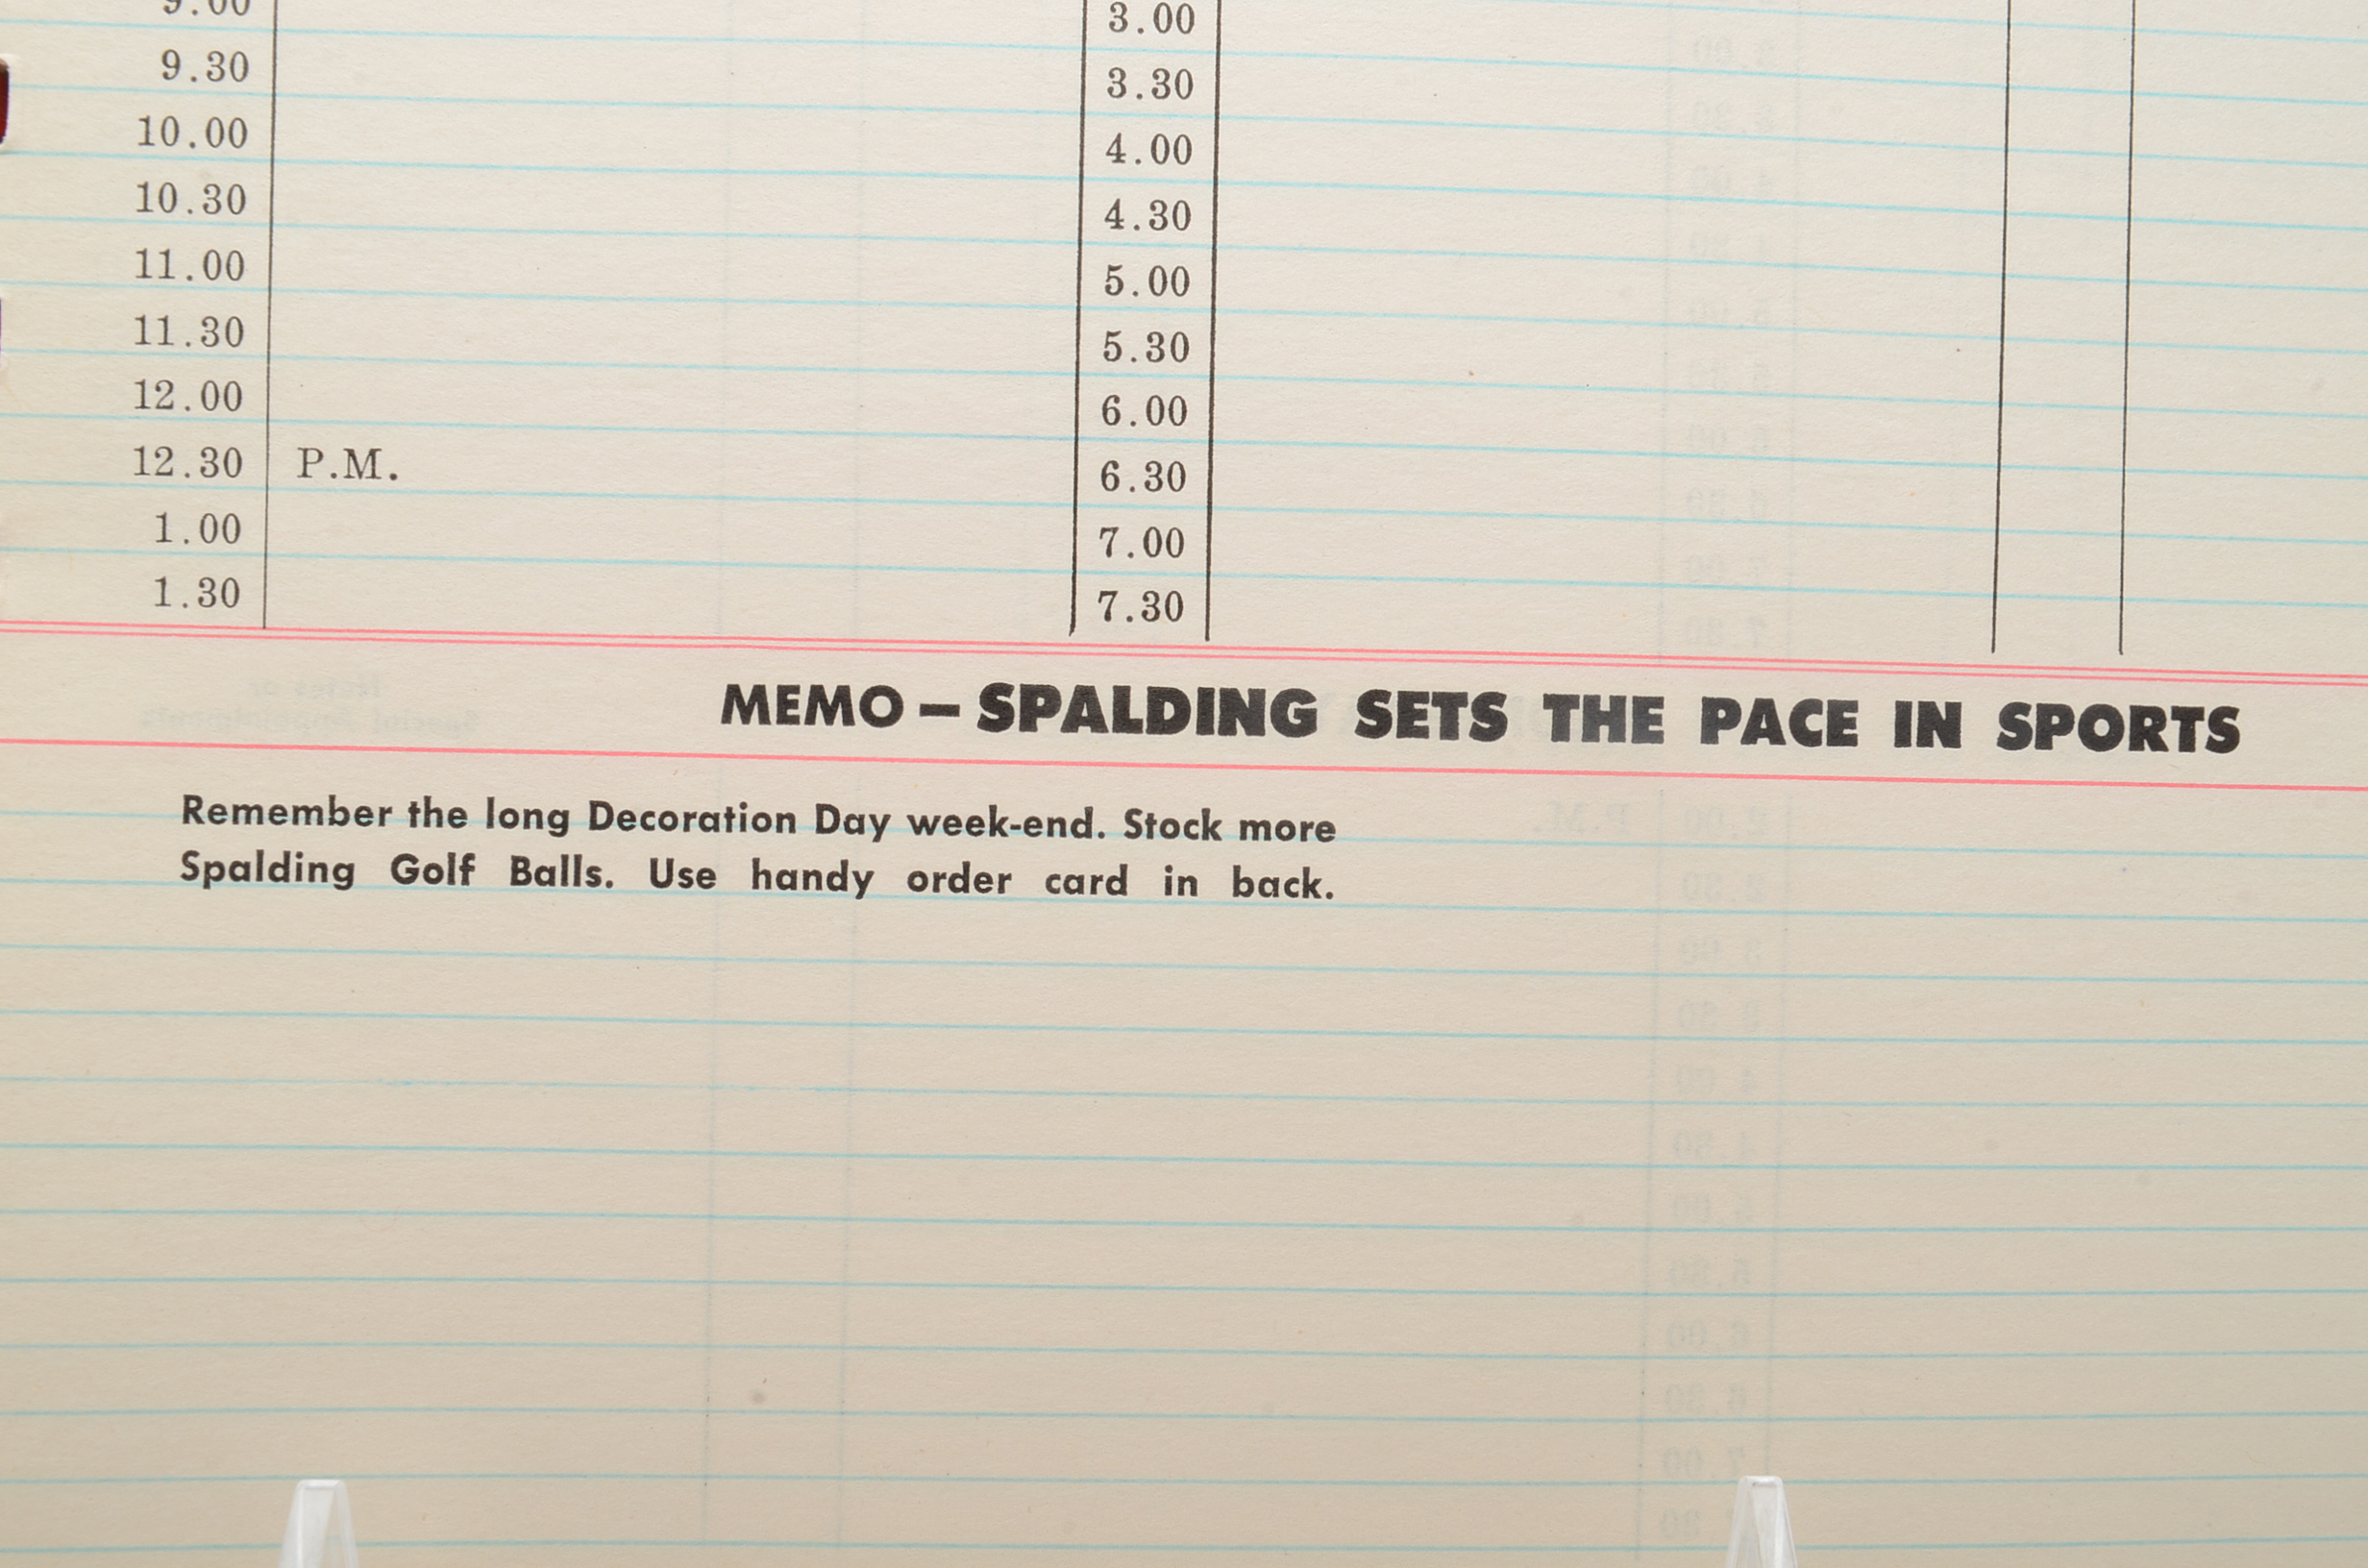 9.00 3.00
9.30 3.30
10.00 4.00
10.30 4.30
11.00 5.00
11.30 5.30
12.00 6.00
12.30 P.M. 6.30
1.00 7.00
1.30 7.30
MEMO – SPALDING SETS THE PACE IN SPORTS
Remember the long Decoration Day week-end. Stock more
Spalding Golf Balls. Use handy order card in back.